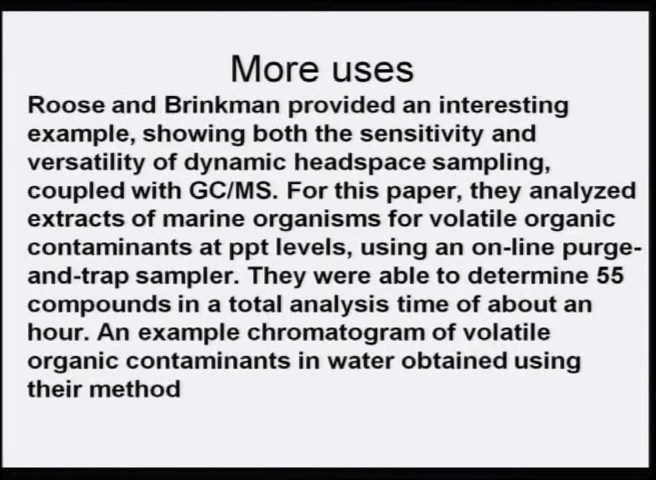 More uses
Roose and Brinkman provided an interesting
example, showing both the sensitivity and
versatility of dynamic headspace sampling,
coupled with GC/MS. For this paper, they analyzed
extracts of marine organisms for volatile organic
contaminants at ppt levels, using an on-line purge-
and-trap sampler. They were able to determine 55
compounds in a total analysis time of about an
hour. An example chromatogram of volatile
organic contaminants in water obtained using
their method